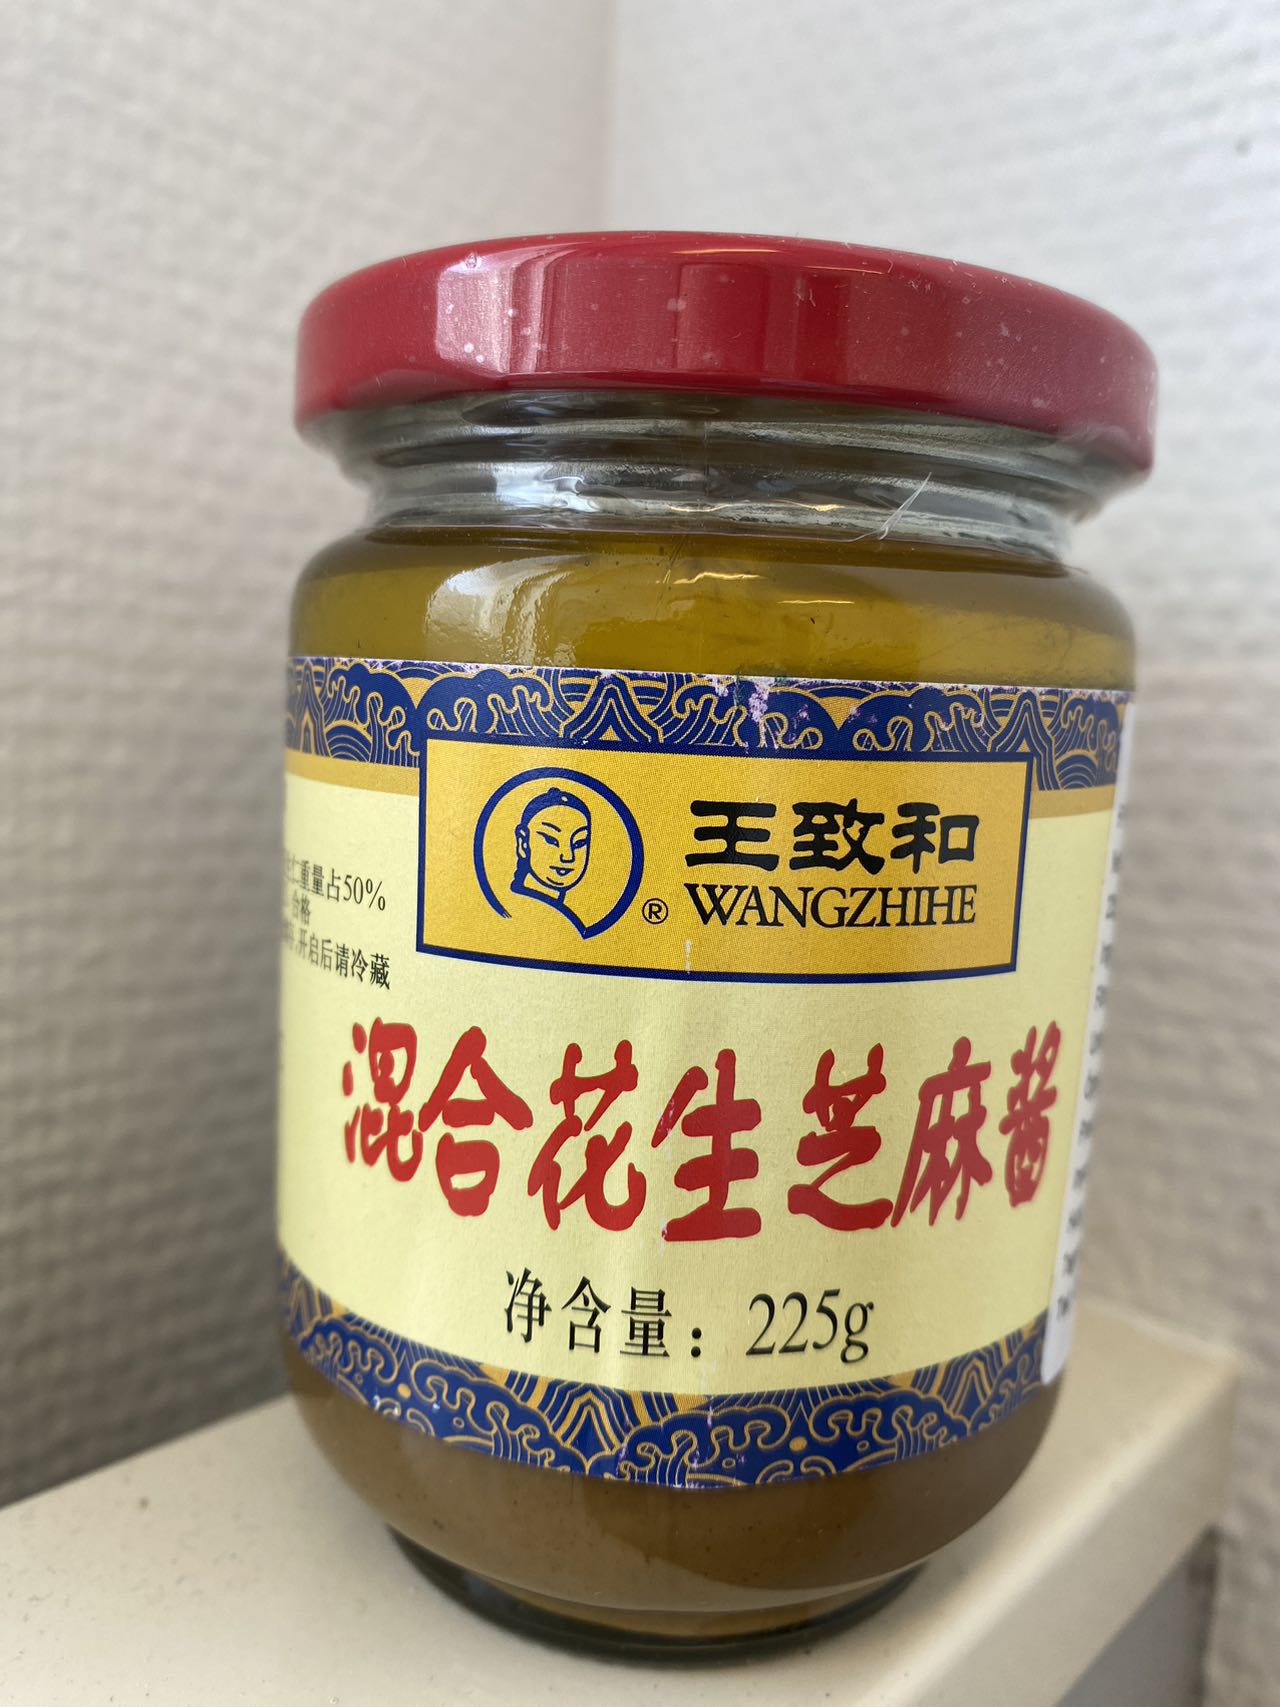 王致和
® WANGZHIHE
仁重量占50%
合格
开启后请冷藏
混合花生芝麻酱
净含量：225g